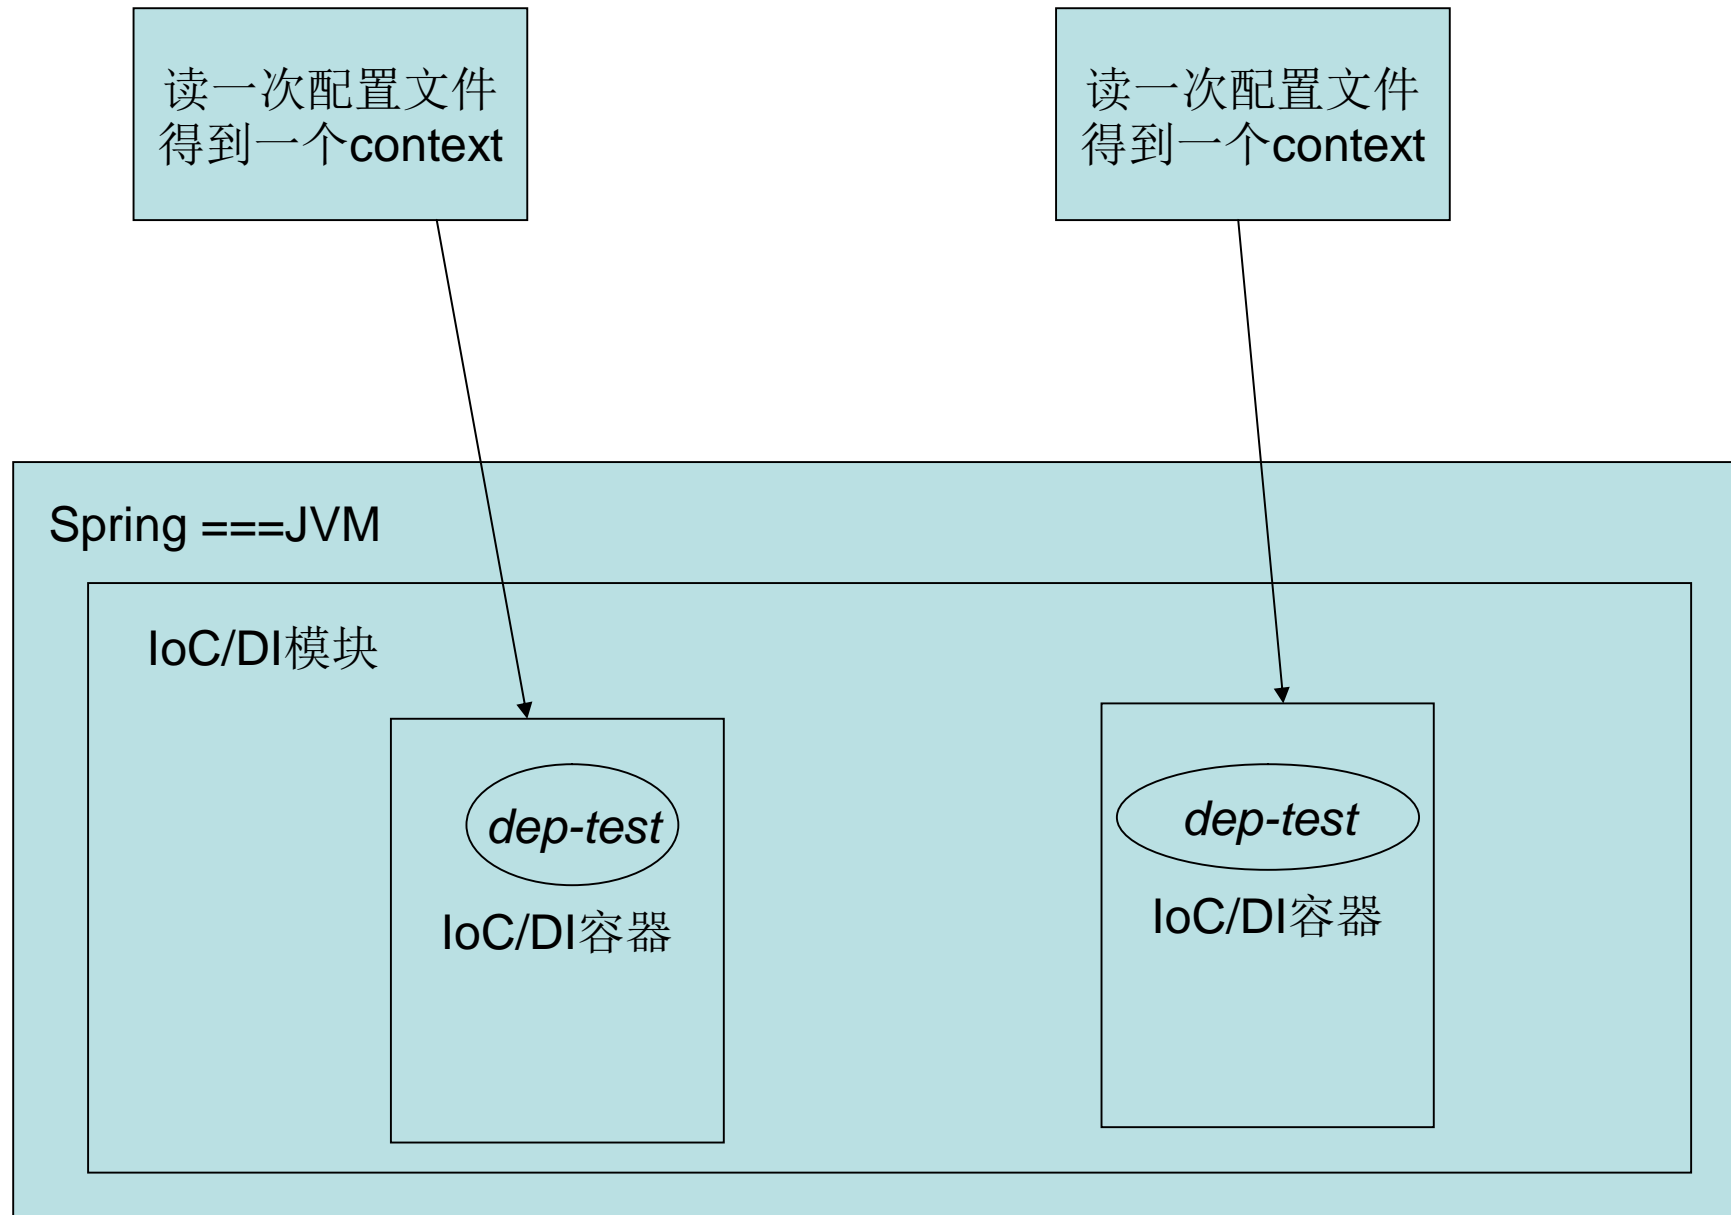 读一次配置文件
得到一个context
读一次配置文件
得到一个context
Spring ===JVM
IoC/DI模块
dep-test
IoC/DI容器
dep-test
IoC/DI容器